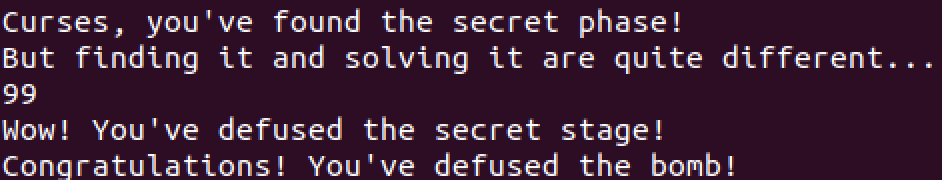 Curses, you've found the secret phase!
But finding it and solving it are quite different...
99
Wow! You've defused the secret stage!
Congratulations! You've defused the bomb!